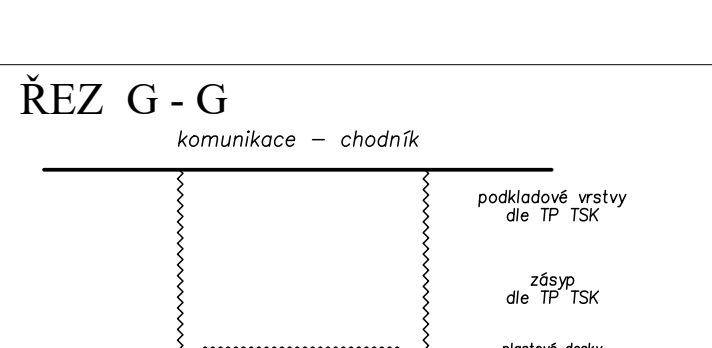 ŘEZ G - G
komunikace – chodník
podkladové vrstvy
dle TP TSK
zásyp
dle TP TSK